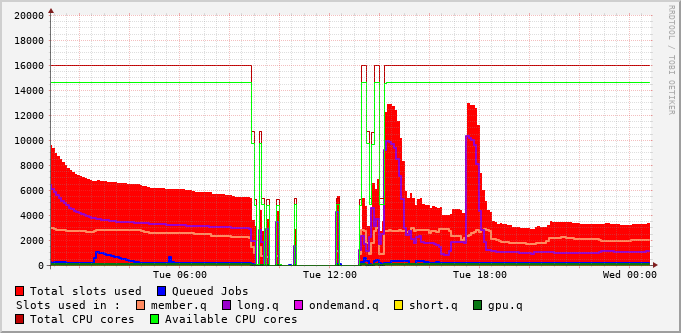 RRDTOOL / TOBI OETIKER
20000
18000
16000
14000
12000
10000
8000
6000
4000
2000
0
Tue 06:00 Tue 12:00 Tue 18:00 Wed 00:00
Total slots used Queued Jobs
Slots used in : member.q long.q ondemand.q short.q gpu.q
Total CPU cores Available CPU cores